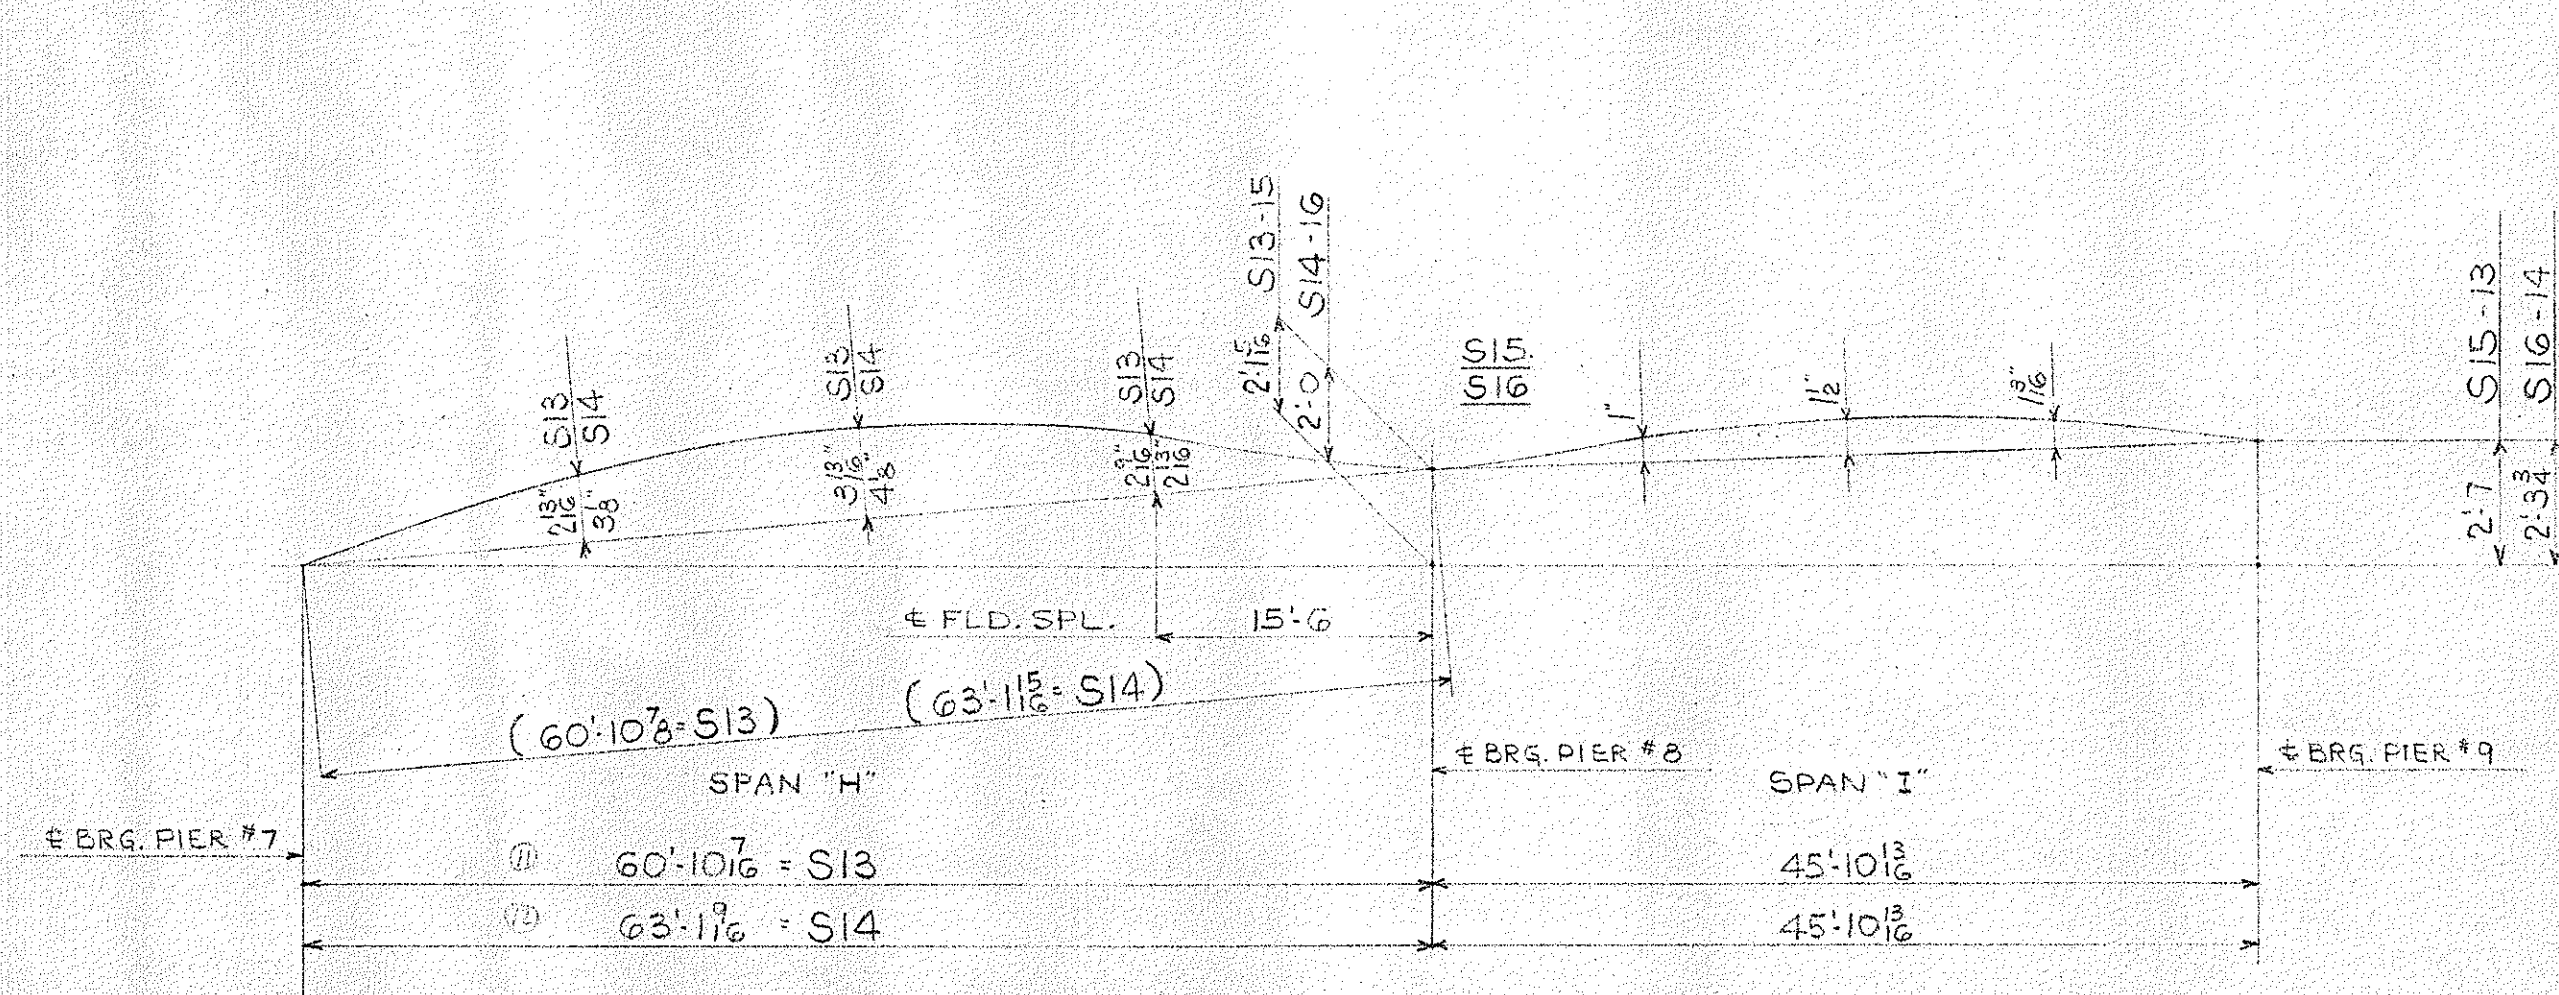 S13-15
S14-16
2'-1 5/16
2'-0
S15-13
S16-14
2'-7
2'-3 3/4
S13
S14
2 13/16"
3 1/8"
S13
S14
3 13/16"
4 1/8
S13
S14
2 9/16"
2 13/16"
S15
S16
1"
1 1/2"
1 3/16"
℄ FLD. SPL.
15'-6
(60'-10 7/8 = S13)
(63'-1 15/16 = S14)
SPAN "H"
℄ BRG. PIER #8
SPAN "I"
℄ BRG. PIER #9
℄ BRG. PIER #7
11 60'-10 7/16 = S13
45'-10 13/16
12 63'-1 9/16 = S14
45'-10 13/16